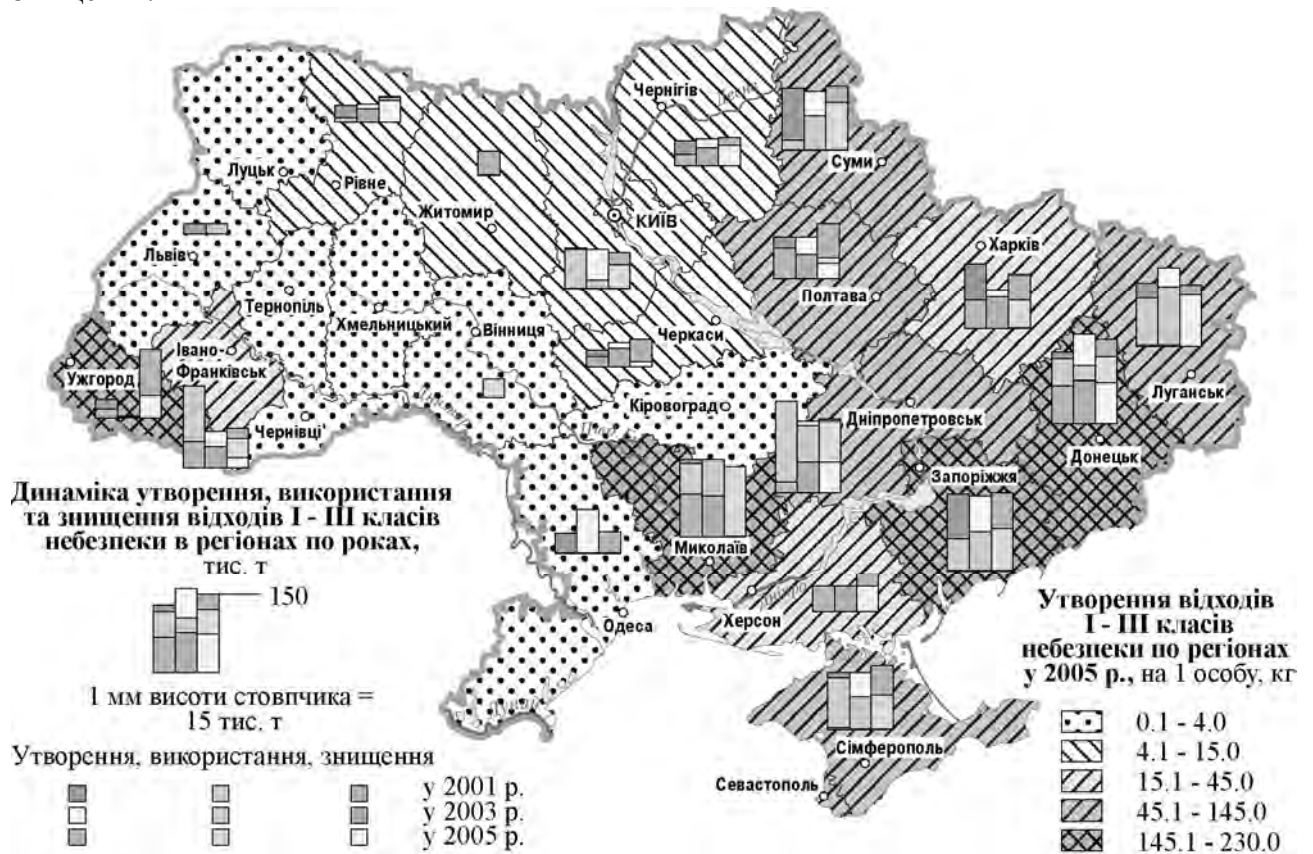 Чернігів
Десна
Суми
Луцьк
Рівне
Житомир
КИЇВ
Харків
Львів
Полтава
Тернопіль
Хмельницький
Вінниця
Черкаси
Івано-
Франківськ
Ужгород
Луганськ
Чернівці
Кіровоград
Дніпропетровськ
Донецьк
Запоріжжя
Миколаїв
Одеса
Херсон
Сімферополь
Севастополь
Динаміка утворення, використання
та знищення відходів І - ІІІ класів
небезпеки в регіонах по роках,
тис. т
150
1 мм висоти стовпчика =
15 тис. т
Утворення, використання, знищення
у 2001 р.
у 2003 р.
у 2005 р.
Утворення відходів
І - ІІІ класів
небезпеки по регіонах
у 2005 р., на 1 особу, кг
0.1 - 4.0
4.1 - 15.0
15.1 - 45.0
45.1 - 145.0
145.1 - 230.0